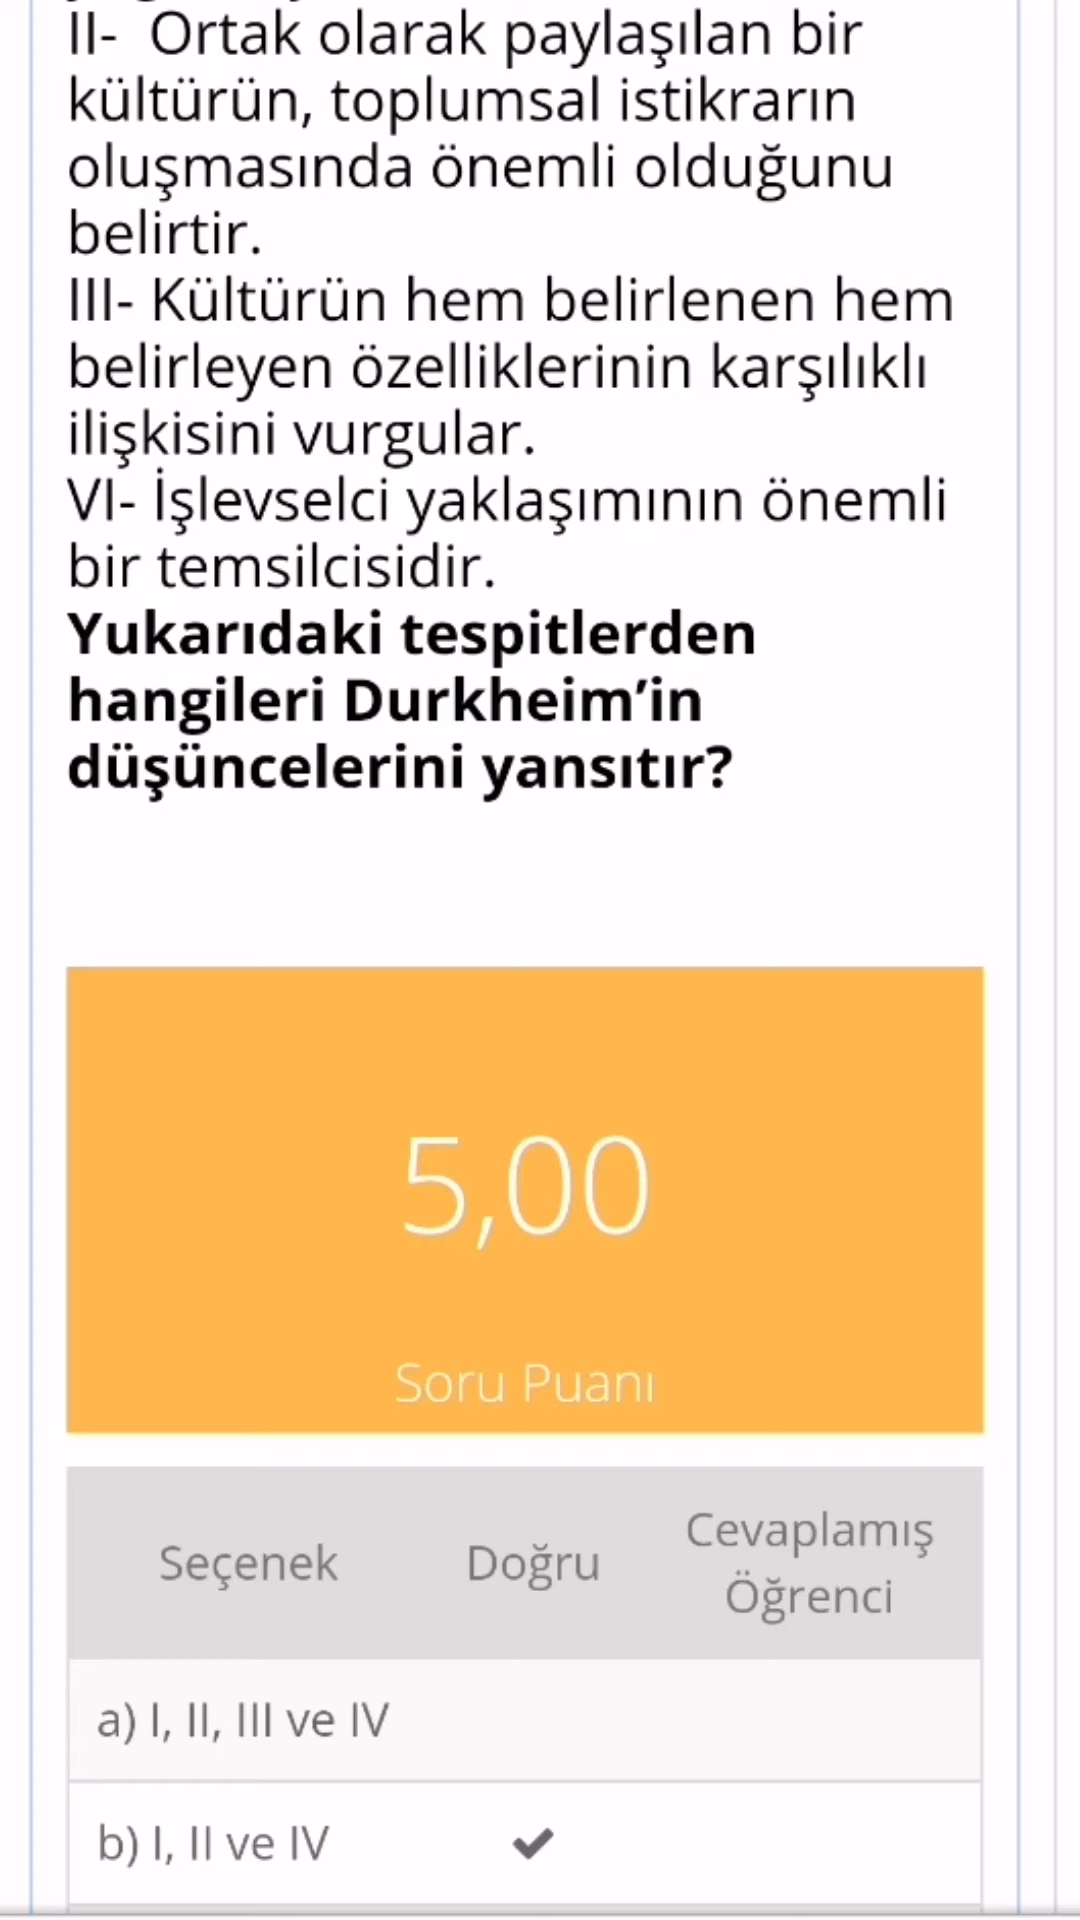 II- Ortak olarak paylaşılan bir
kültürün, toplumsal istikrarın
oluşmasında önemli olduğunu
belirtir.
III- Kültürün hem belirlenen hem
belirleyen özelliklerinin karşılıklı
ilişkisini vurgular.
VI- İşlevselci yaklaşımının önemli
bir temsilcisidir.
Yukarıdaki tespitlerden
hangileri Durkheim’in
düşüncelerini yansıtır?
5,00
Soru Puanı
Seçenek Doğru Cevaplamış Öğrenci
a) I, II, III ve IV
b) I, II ve IV ✔